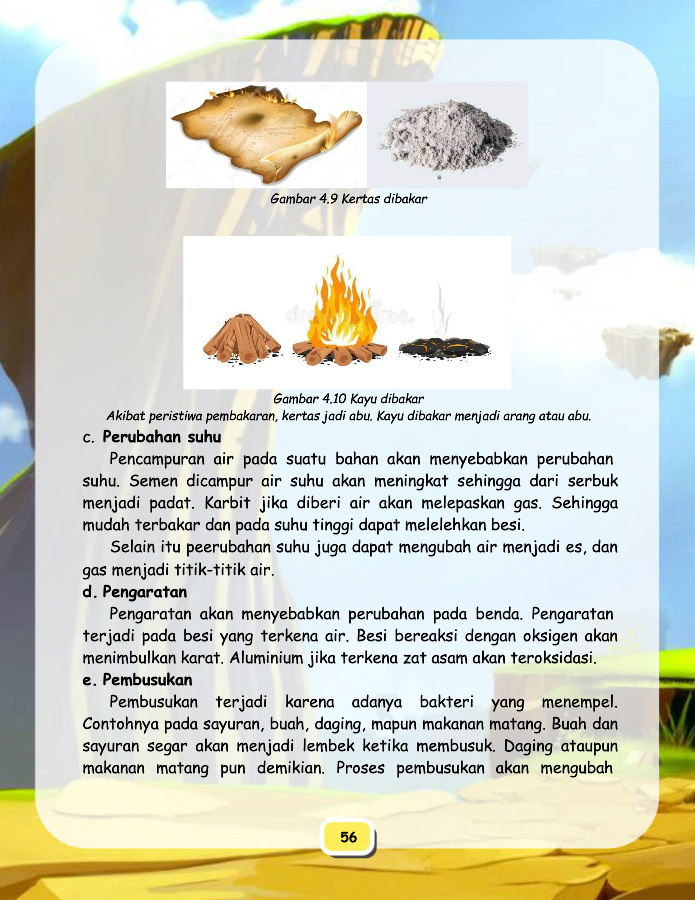 Gambar 4.9 Kertas dibakar
Gambar 4.10 Kayu dibakar
Akibat peristiwa pembakaran, kertas jadi abu. Kayu dibakar menjadi arang atau abu.
c. Perubahan suhu
Pencampuran air pada suatu bahan akan menyebabkan perubahan
suhu. Semen dicampur air suhu akan meningkat sehingga dari serbuk
menjadi padat. Karbit jika diberi air akan melepaskan gas. Sehingga
mudah terbakar dan pada suhu tinggi dapat melelehkan besi.
Selain itu peerubahan suhu juga dapat mengubah air menjadi es, dan
gas menjadi titik-titik air.
d. Pengaratan
Pengaratan akan menyebabkan perubahan pada benda. Pengaratan
terjadi pada besi yang terkena air. Besi bereaksi dengan oksigen akan
menimbulkan karat. Aluminium jika terkena zat asam akan teroksidasi.
e. Pembusukan
Pembusukan terjadi karena adanya bakteri yang menempel.
Contohnya pada sayuran, buah, daging, mapun makanan matang. Buah dan
sayuran segar akan menjadi lembek ketika membusuk. Daging ataupun
makanan matang pun demikian. Proses pembusukan akan mengubah
56